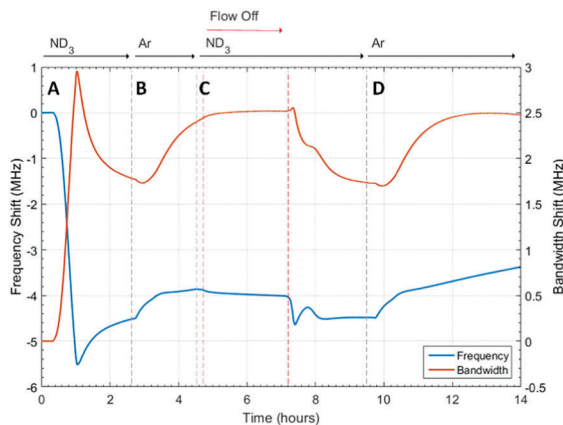 Flow Off
ND3 Ar ND3 Ar
A B C D
1 0 -1 -2 -3 -4 -5 -6
Frequency Shift (MHz)
3 2.5 2 1.5 1 0.5 0 -0.5
Bandwidth Shift (MHz)
Frequency
Bandwidth
0 2 4 6 8 10 12 14
Time (hours)